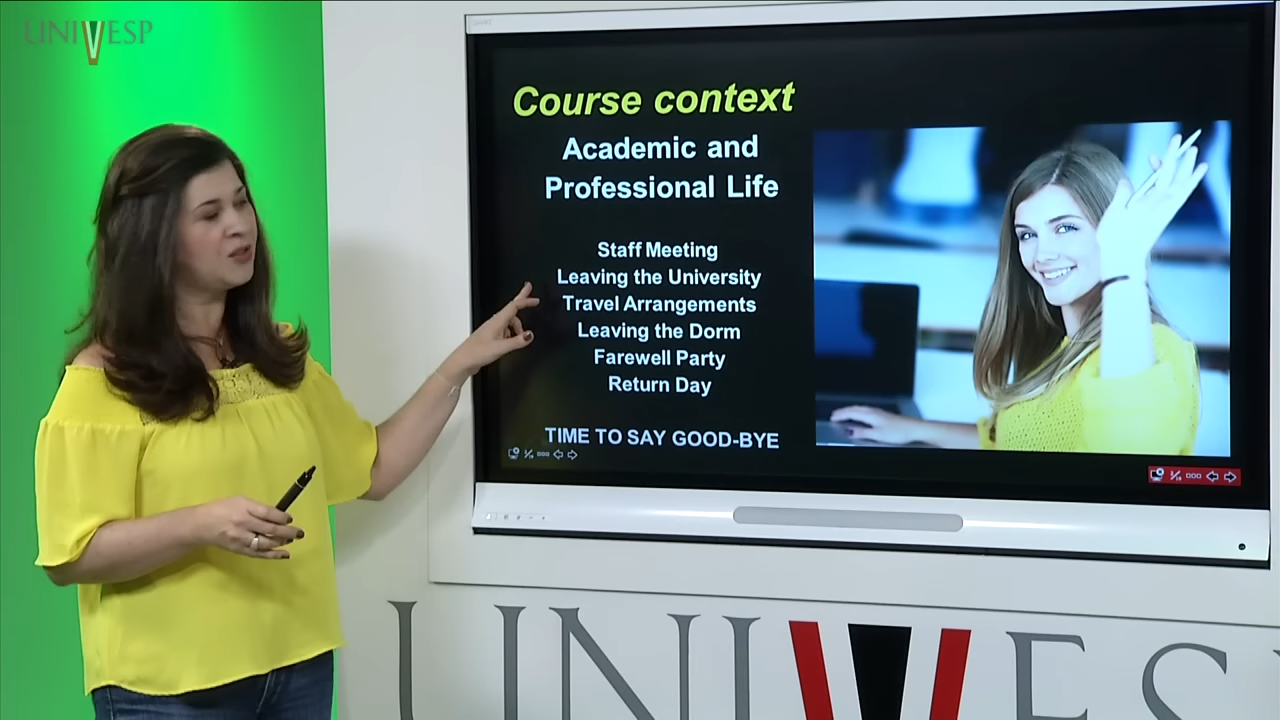 UNIVESP
Course context
Academic and
Professional Life
Staff Meeting
Leaving the University
Travel Arrangements
Leaving the Dorm
Farewell Party
Return Day
TIME TO SAY GOOD-BYE
UNIVES